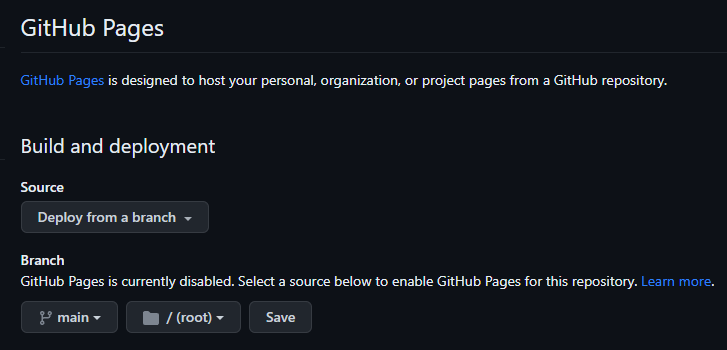 GitHub Pages
GitHub Pages is designed to host your personal, organization, or project pages from a GitHub repository.
Build and deployment
Source
Deploy from a branch
Branch
GitHub Pages is currently disabled. Select a source below to enable GitHub Pages for this repository. Learn more.
main / (root) Save